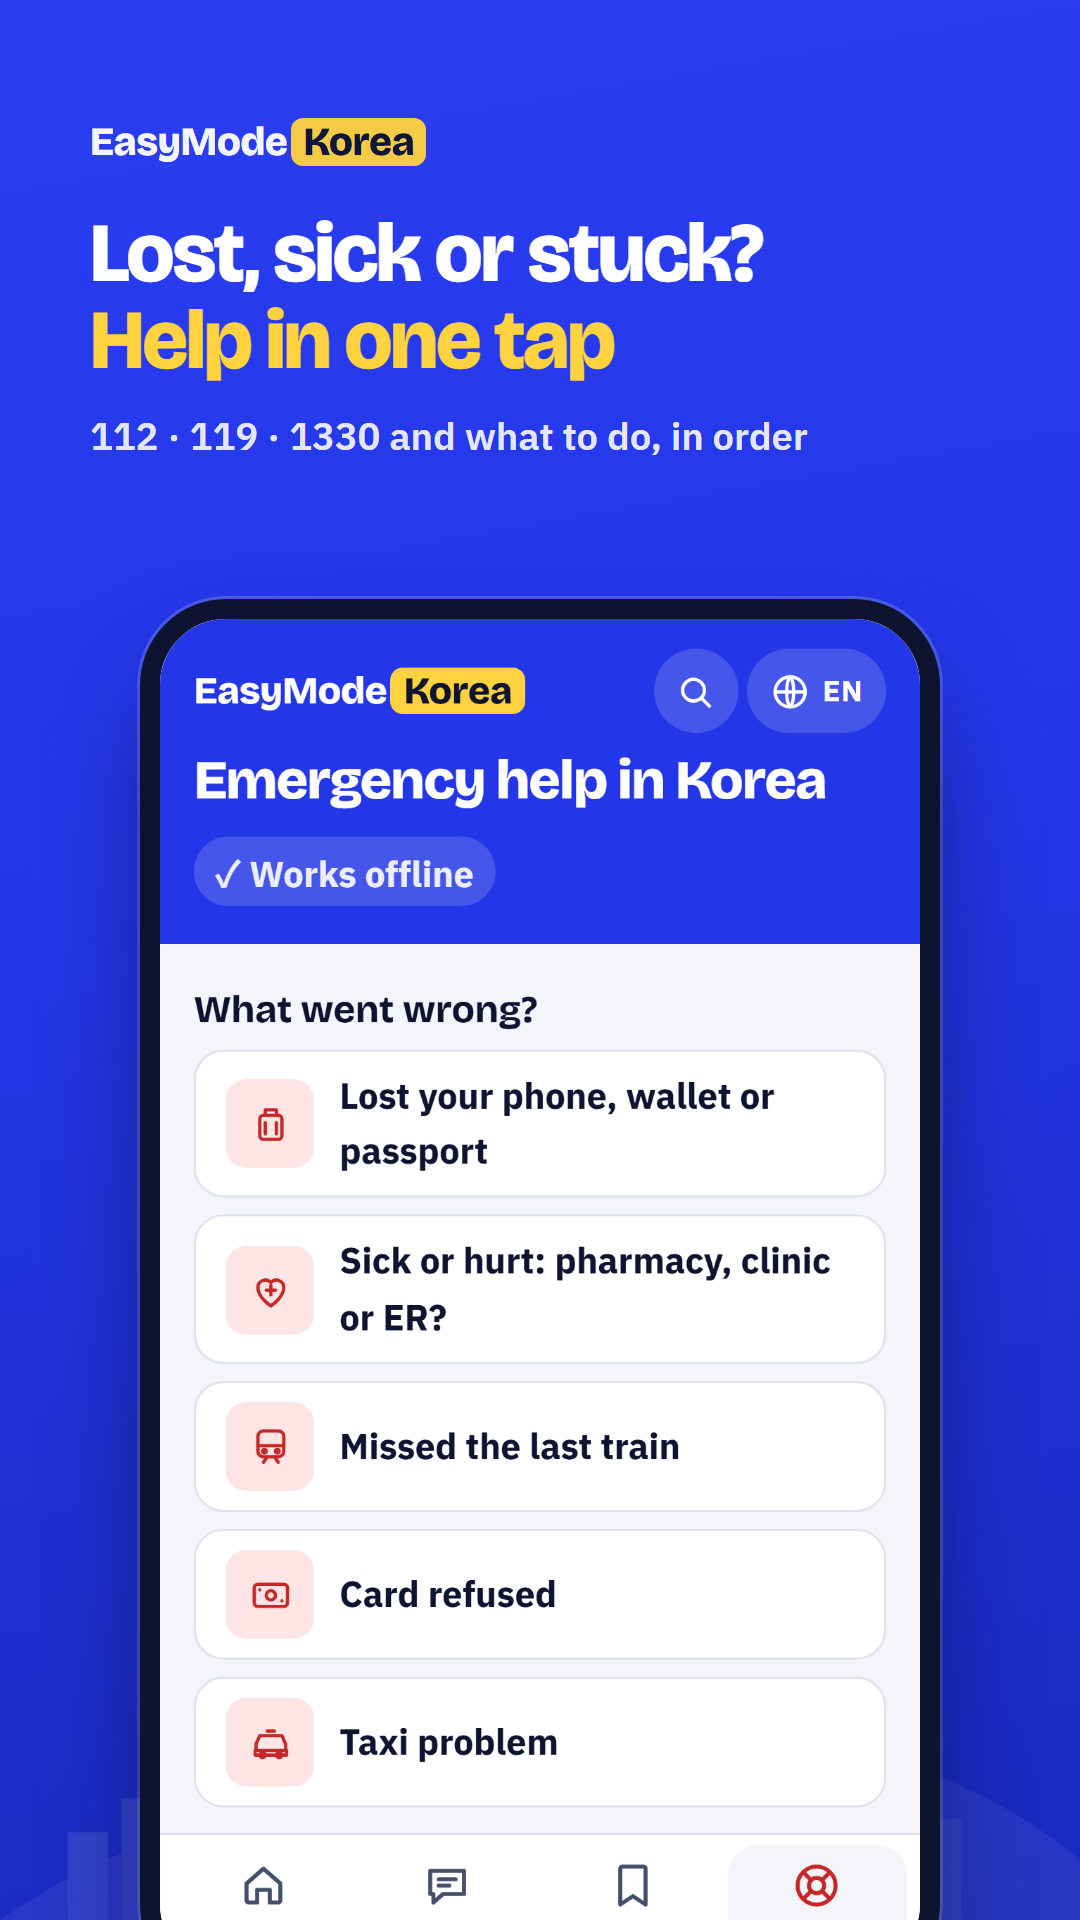 EasyMode Korea
Lost, sick or stuck?
Help in one tap
112 · 119 · 1330 and what to do, in order
EasyMode Korea
EN
Emergency help in Korea
✓ Works offline
What went wrong?
Lost your phone, wallet or
passport
Sick or hurt: pharmacy, clinic
or ER?
Missed the last train
Card refused
Taxi problem